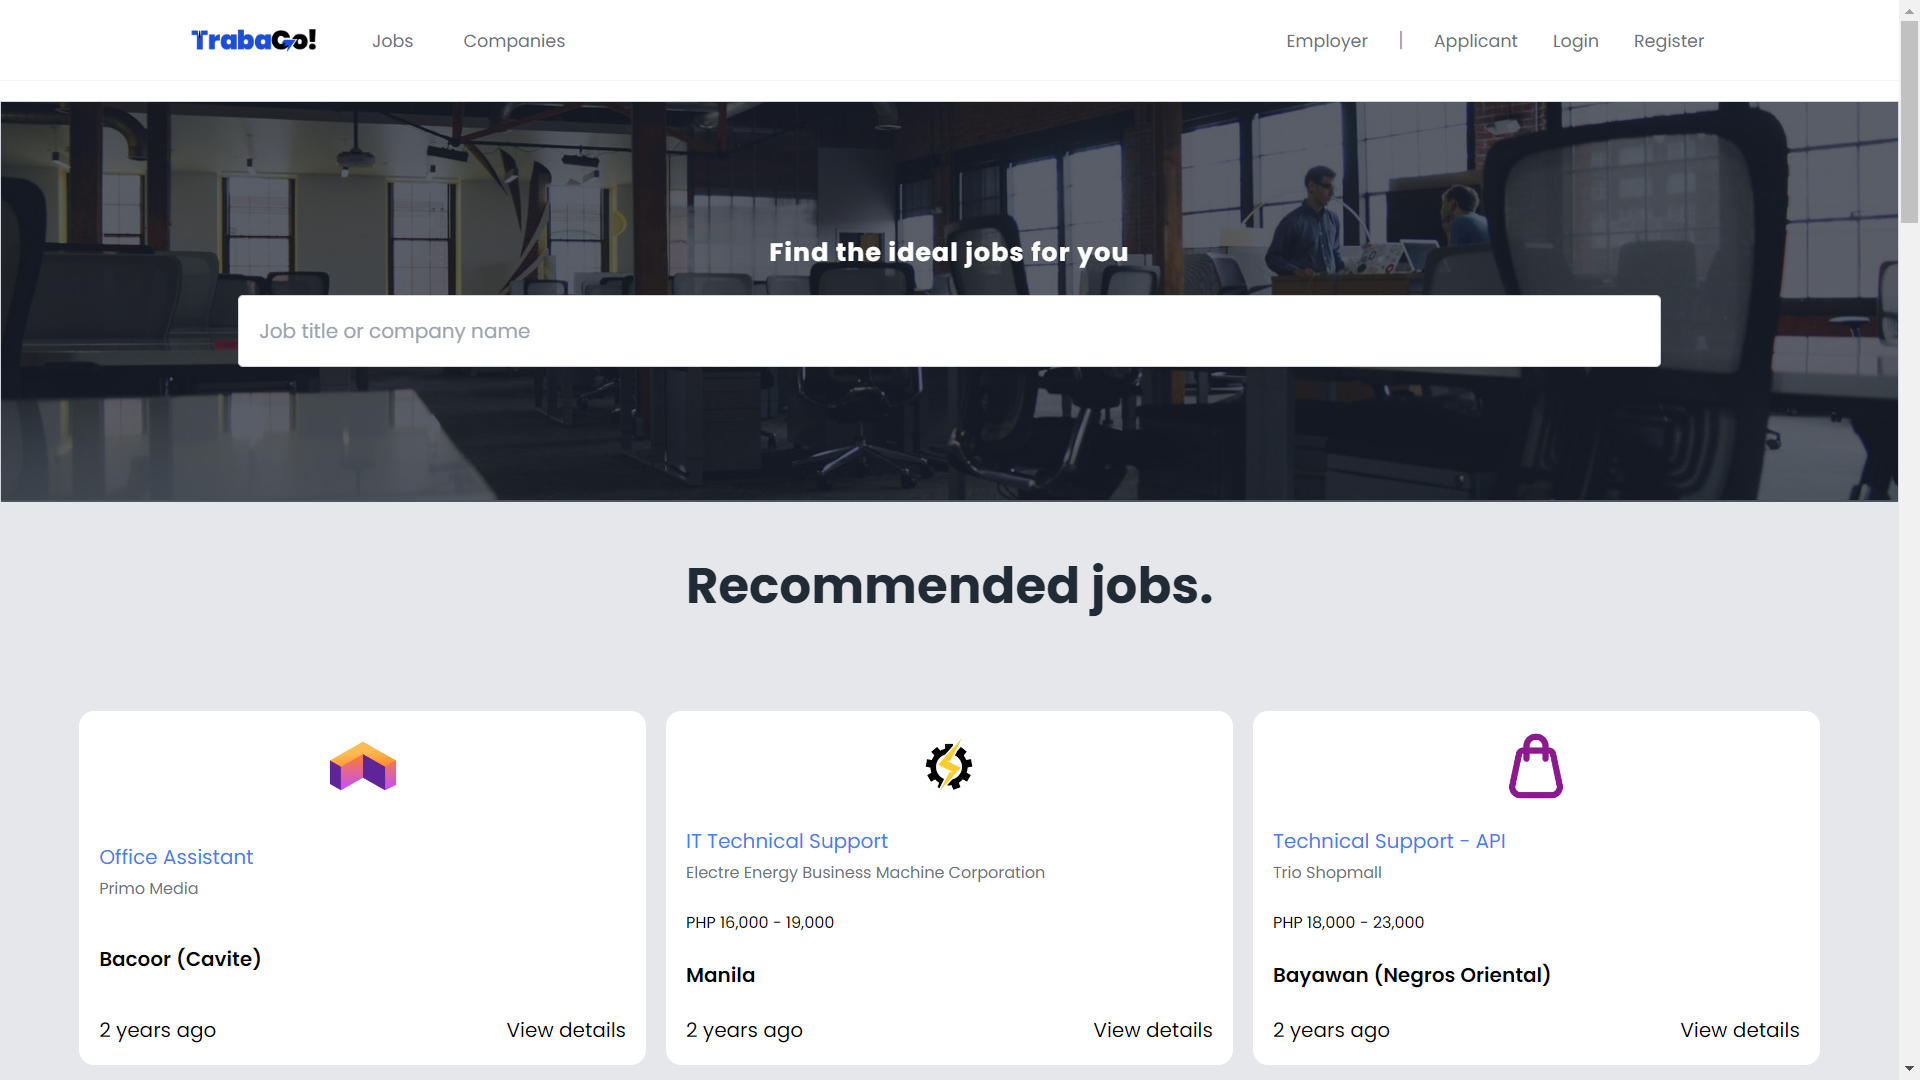 TrabaGo!
Jobs
Companies
Employer | Applicant
Login
Register
Find the ideal jobs for you
Job title or company name
Recommended jobs.
Office Assistant
Primo Media
Bacoor (Cavite)
2 years ago
View details
IT Technical Support
Electre Energy Business Machine Corporation
PHP 16,000 - 19,000
Manila
2 years ago
View details
Technical Support - API
Trio Shopmall
PHP 18,000 - 23,000
Bayawan (Negros Oriental)
2 years ago
View details